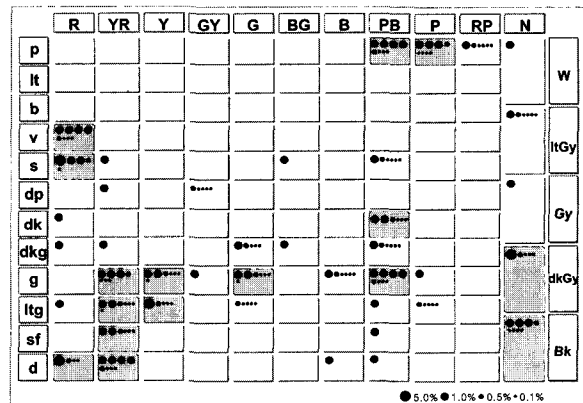 R YR Y GY G BG B PB P RP N
p
lt
b
v
s
dp
dk
dkg
g
ltg
sf
d
W
ltGy
Gy
dkGy
Bk
5.0% 1.0% 0.5% 0.1%